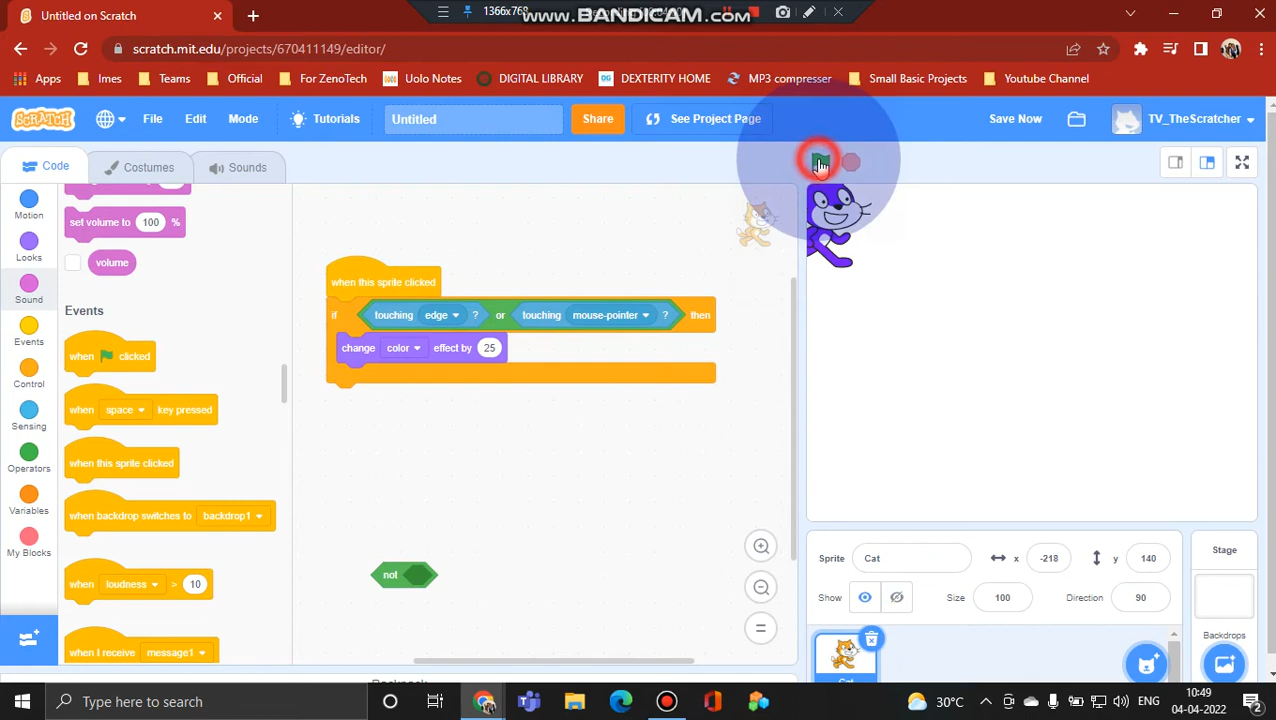 Untitled on Scratch
1366x768
www.BANDICAM.com
scratch.mit.edu/projects/670411149/editor/
Apps
Imes
Teams
Official
For ZenoTech
Uolo Notes
DIGITAL LIBRARY
DG
DEXTERITY HOME
MP3 compresser
Small Basic Projects
Youtube Channel
SCRATCH
File
Edit
Mode
Tutorials
Untitled
Share
See Project Page
Save Now
TV_TheScratcher
Code
Costumes
Sounds
Motion
Looks
Sound
Events
Control
Sensing
Operators
Variables
My Blocks
set volume to 100 %
volume
Events
when clicked
when space key pressed
when this sprite clicked
when backdrop switches to backdrop1
when loudness > 10
when I receive message1
when this sprite clicked
if touching edge ? or touching mouse-pointer ? then
change color effect by 25
not
Sprite
Cat
x
-218
y
140
Show
Size
100
Direction
90
Stage
Backdrops
Cat
Type here to search
30°C
ENG
10:49
04-04-2022
2